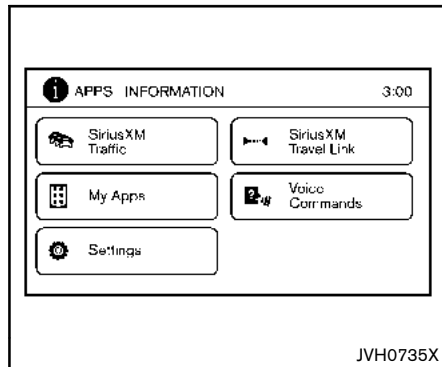 i APPS INFORMATION 3:00
SiriusXM
Traffic
SiriusXM
Travel Link
My Apps
Voice
Commands
Settings
JVH0735X